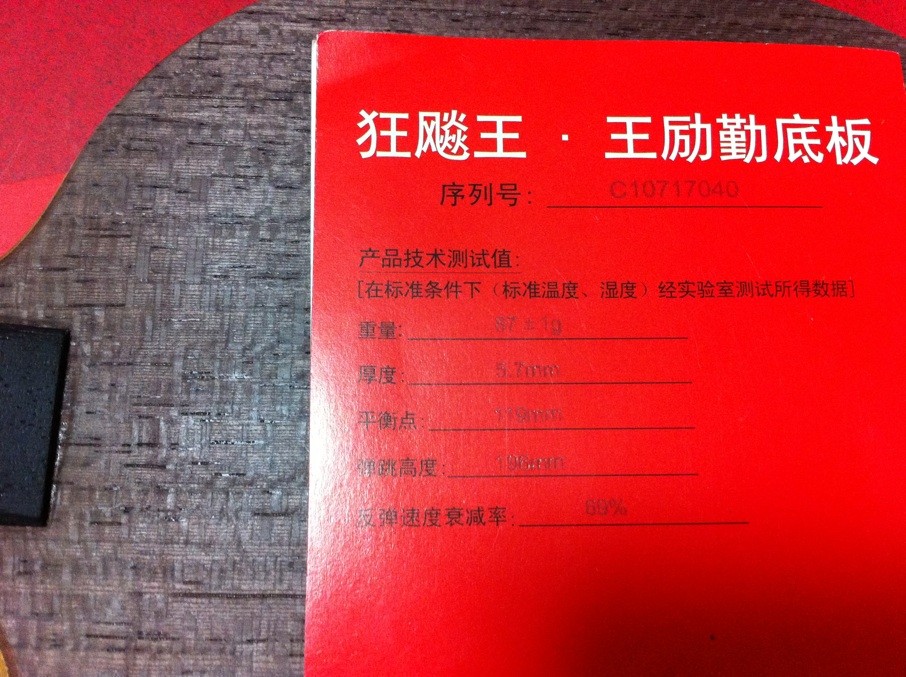 狂飚王 · 王励勤底板
序列号: C10717040
产品技术测试值:
[在标准条件下（标准温度、湿度）经实验室测试所得数据]
重量: 87±1g
厚度: 5.7mm
平衡点:
弹跳高度: 196mm
反弹速度衰减率: